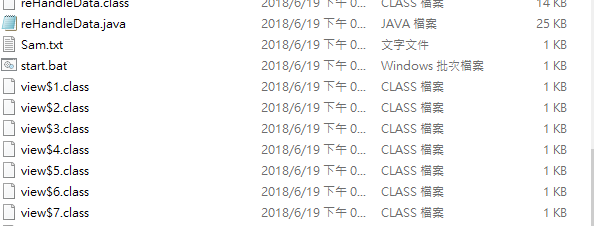 reHandleData.class 2018/6/19 下午 0... CLASS 檔案 14 KB
reHandleData.java 2018/6/19 下午 0... JAVA 檔案 25 KB
Sam.txt 2018/6/19 下午 0... 文字文件 1 KB
start.bat 2018/6/19 下午 0... Windows 批次檔案 1 KB
view$1.class 2018/6/19 下午 0... CLASS 檔案 1 KB
view$2.class 2018/6/19 下午 0... CLASS 檔案 1 KB
view$3.class 2018/6/19 下午 0... CLASS 檔案 1 KB
view$4.class 2018/6/19 下午 0... CLASS 檔案 1 KB
view$5.class 2018/6/19 下午 0... CLASS 檔案 1 KB
view$6.class 2018/6/19 下午 0... CLASS 檔案 1 KB
view$7.class 2018/6/19 下午 0... CLASS 檔案 1 KB